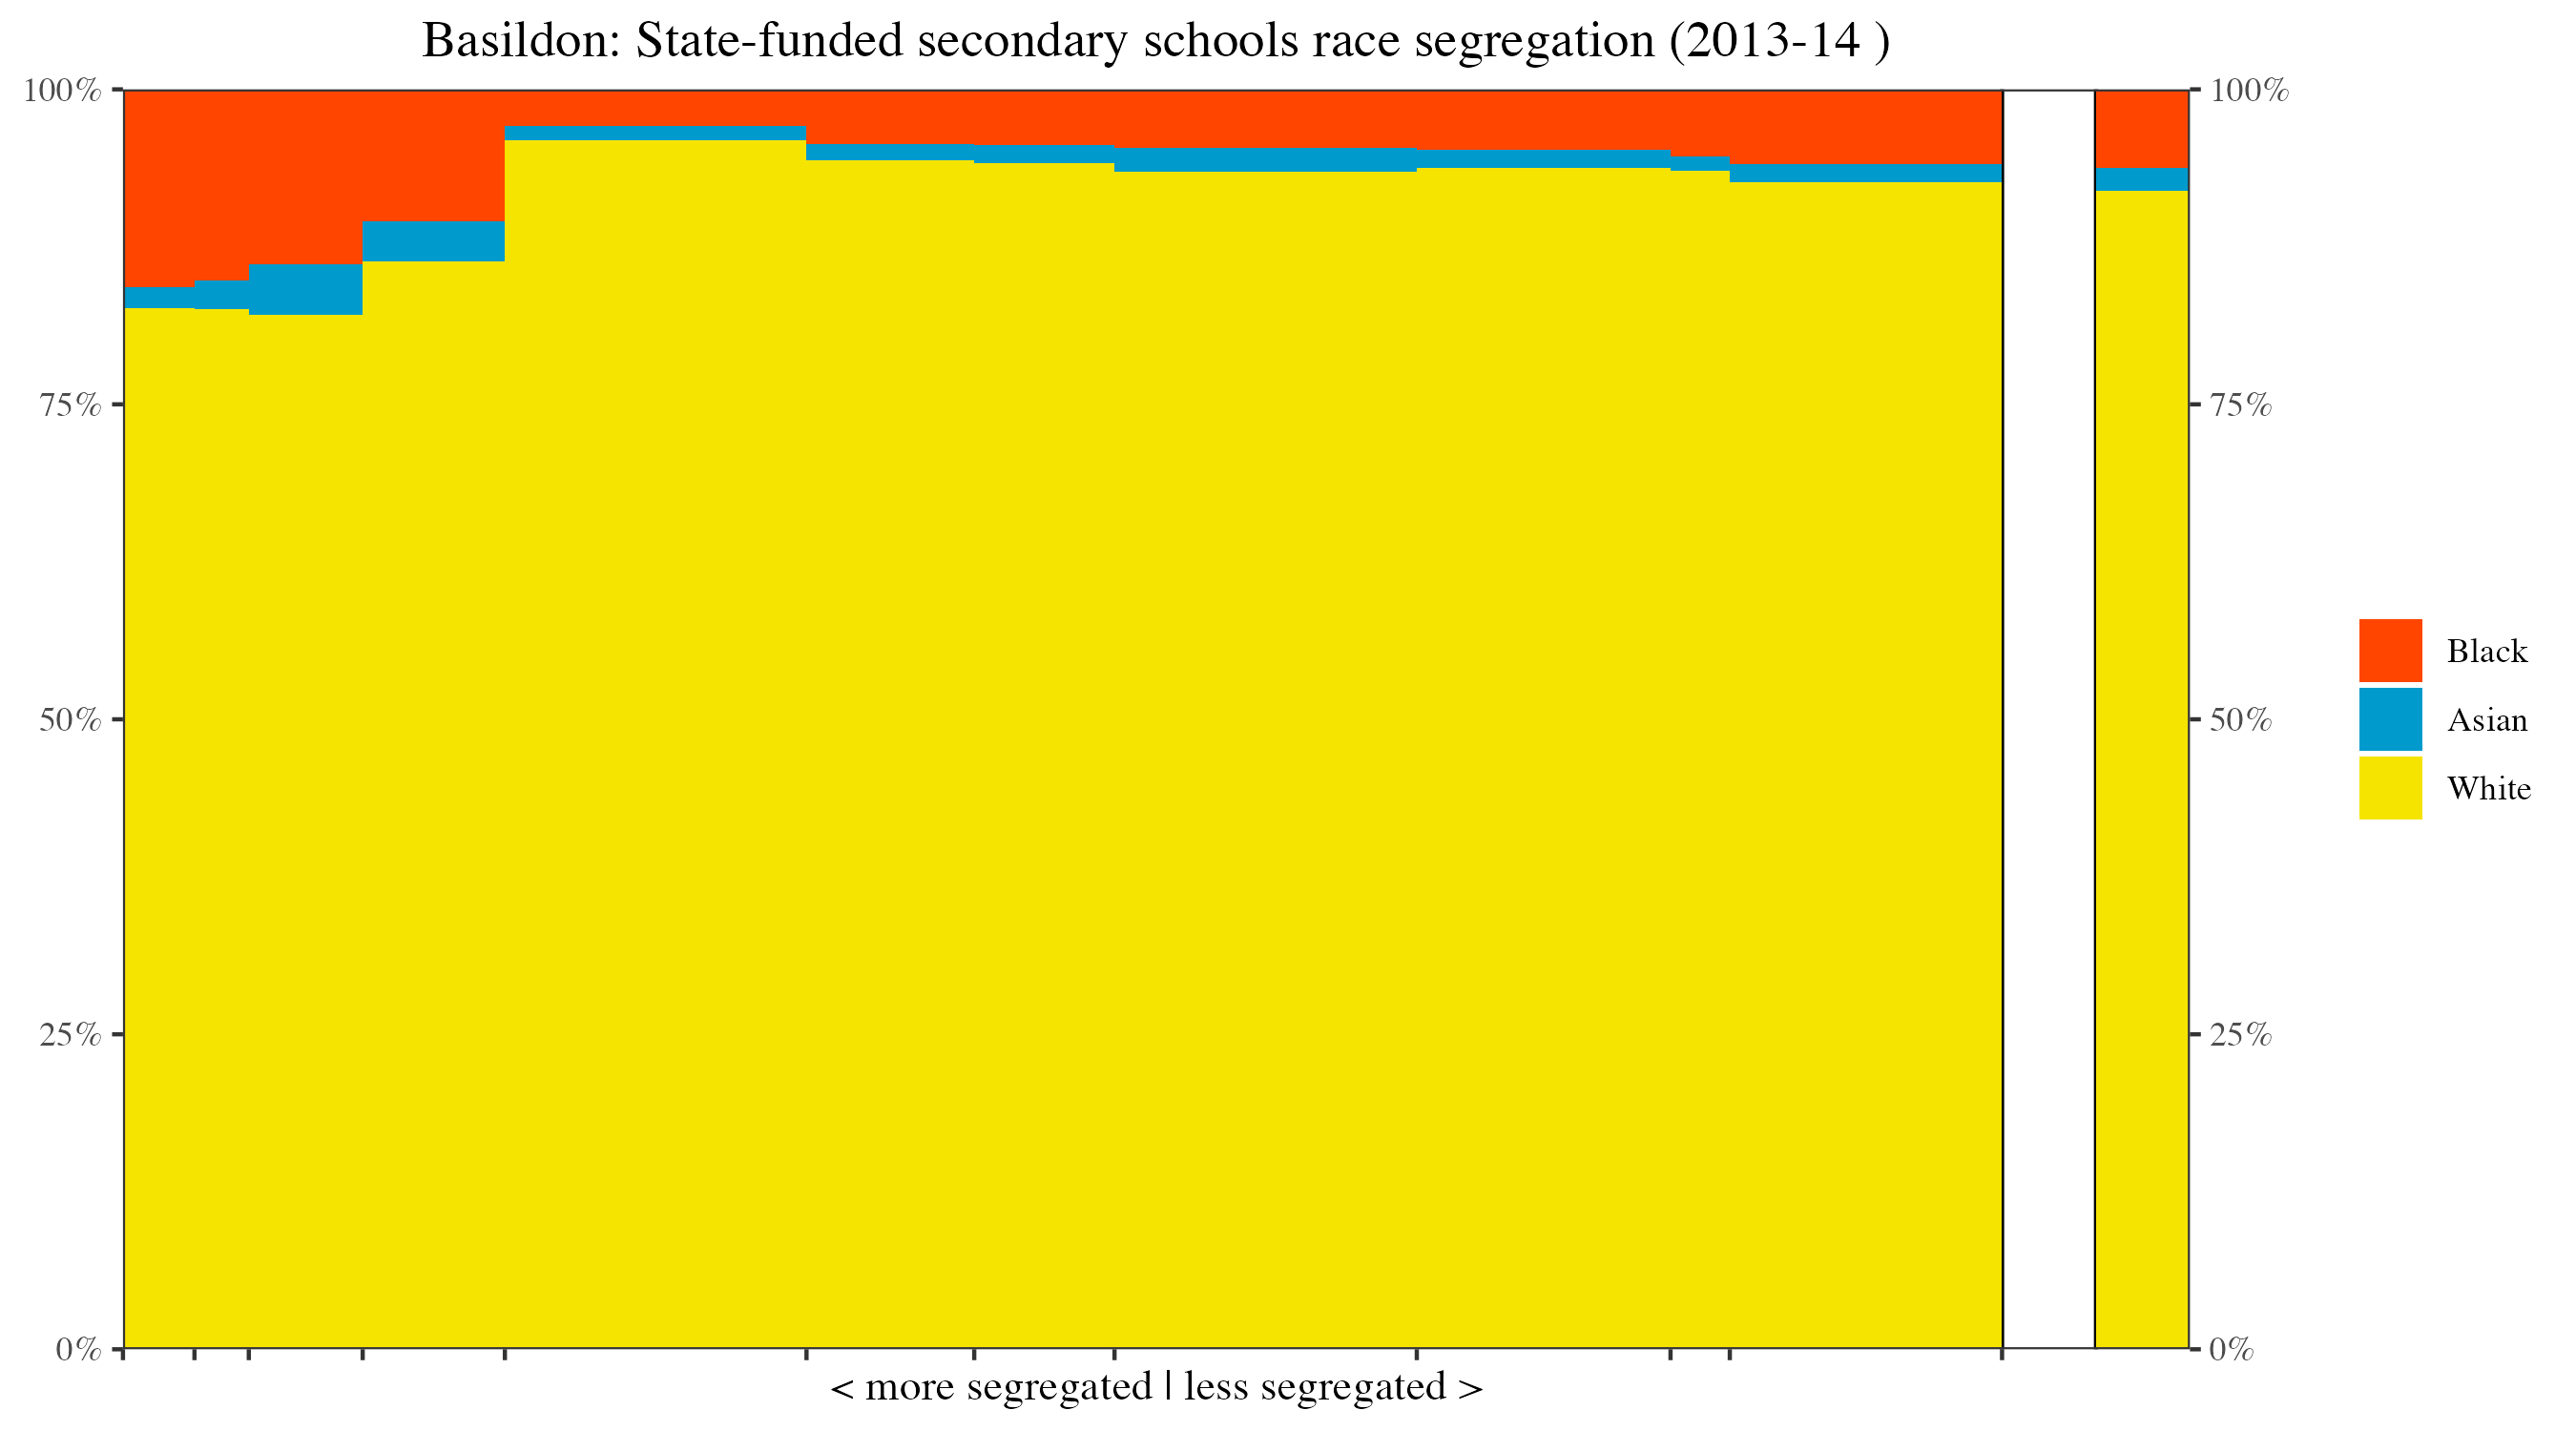 Basildon: State-funded secondary schools race segregation (2013-14 )
100%
75%
50%
25%
0%
100%
75%
50%
25%
0%
Black
Asian
White
< more segregated | less segregated >